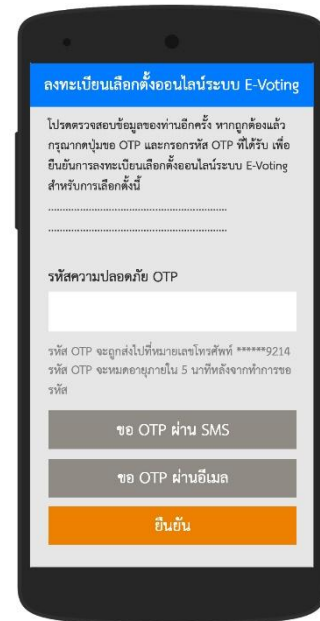 ลงทะเบียนเลือกตั้งออนไลน์ระบบ E-Voting
โปรดตรวจสอบข้อมูลของท่านอีกครั้ง หากถูกต้องแล้ว
กรุณากดปุ่มขอ OTP และกรอกรหัส OTP ที่ได้รับ เพื่อ
ยืนยันการลงทะเบียนเลือกตั้งออนไลน์ระบบ E-Voting
สำหรับการเลือกตั้งนี้
..............................................................
..............................................................
รหัสความปลอดภัย OTP
รหัส OTP จะถูกส่งไปที่หมายเลขโทรศัพท์ ******9214
รหัส OTP จะหมดอายุภายใน 5 นาทีหลังจากทำการขอ
รหัส
ขอ OTP ผ่าน SMS
ขอ OTP ผ่านอีเมล
ยืนยัน